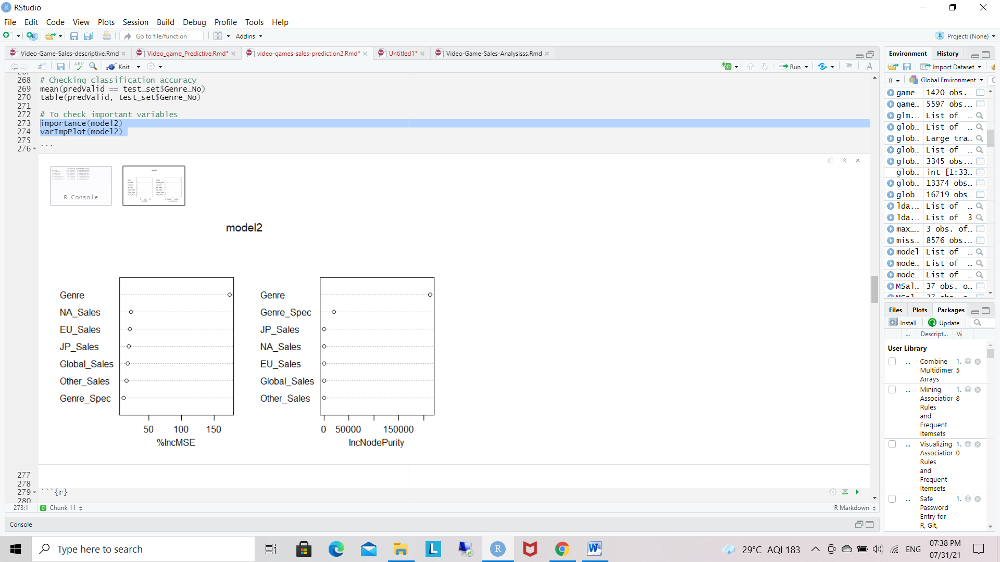 RStudio
File Edit Code View Plots Session Build Debug Profile Tools Help
Go to file/function Addins Project: (None)
Video-Game-Sales-descriptive.Rmd Video_game_Predictive.Rmd* video-games-sales-prediction2.Rmd* Untitled1* Video-Game-Sales-Analysisss.Rmd
ABC Knit Run
268 # Checking classification accuracy
269 mean(predValid == test_set$Genre_No)
270 table(predValid, test_set$Genre_No)
271
272 # To check important variables
273 importance(model2)
274 varImpPlot(model2)
275
276 ```
R Console
model2
Genre
NA_Sales
EU_Sales
JP_Sales
Global_Sales
Other_Sales
Genre_Spec
50 100 150
%IncMSE
Genre
Genre_Spec
JP_Sales
NA_Sales
EU_Sales
Global_Sales
Other_Sales
0 50000 150000
IncNodePurity
277
278
279 ```{r}
280
273:1 Chunk 11 R Markdown
Console
Environment History
Import Dataset
R Global Environment
game... 1420 obs...
game... 5597 obs...
glm.... List of ...
glob... List of ...
glob... Large tra...
glob... List of ...
glob... 3345 obs...
glob... int [1:33...
glob... 13374 obs...
glob... 16719 obs...
lda.... List of ...
lda.... List of 3
max_... 3 obs. of...
miss... 8576 obs...
model List of ...
mode... List of ...
mode... List of ...
MSal... 37 obs. o...
Files Plots Packages
Install Update
... Descript... Ve
User Library
... Combine 1.
Multidimer 5
Arrays
... Mining 1.
Association 8
Rules
and
Frequent
Itemsets
... Visualizing 1.
Association 0
Rules
and
Frequent
Itemsets
... Safe 1.
Password
Entry for
R, Git,
Type here to search
29°C AQI 183 ENG
07:38 PM
07/31/21